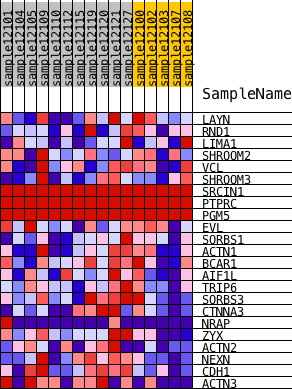 sample12101
sample12104
sample12105
sample12109
sample12110
sample12112
sample12115
sample12119
sample12120
sample12121
sample12122
sample12100
sample12102
sample12103
sample12107
sample12108
SampleName
LAYN
RND1
LIMA1
SHROOM2
VCL
SHROOM3
SRCIN1
PTPRC
PGM5
EVL
SORBS1
ACTN1
BCAR1
AIF1L
TRIP6
SORBS3
CTNNA3
NRAP
ZYX
ACTN2
NEXN
CDH1
ACTN3